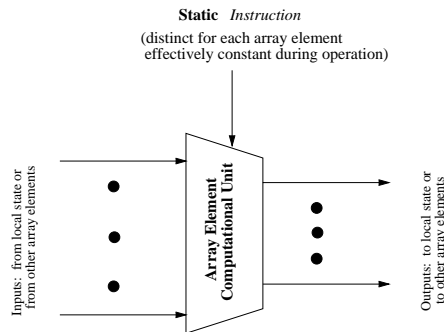 Static Instruction
(distinct for each array element
effectively constant during operation)
Inputs: from local state or
from other array elements
Array Element
Computational Unit
Outputs: to local state or
to other array elements